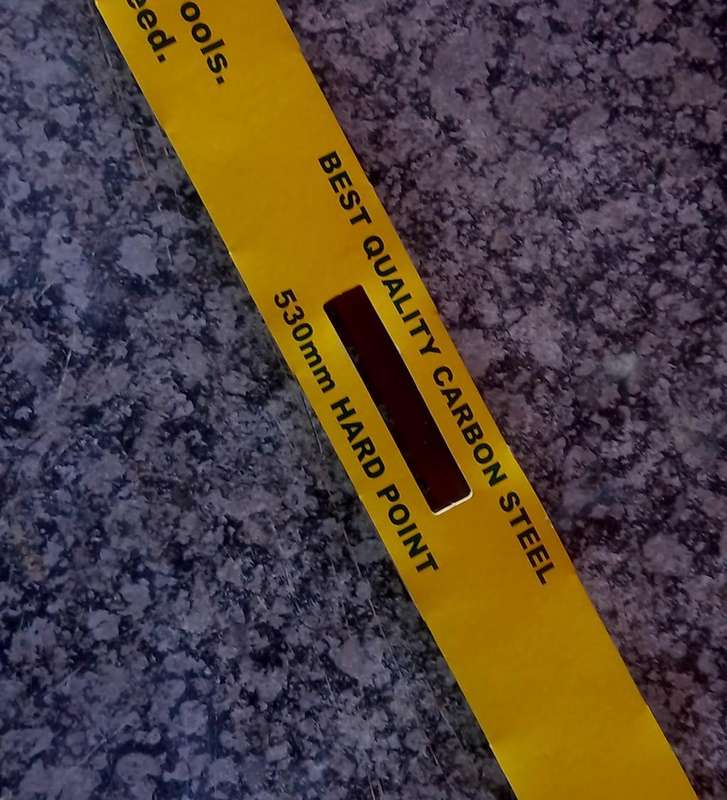 ools.
eed.
BEST QUALITY CARBON STEEL
530mm HARD POINT